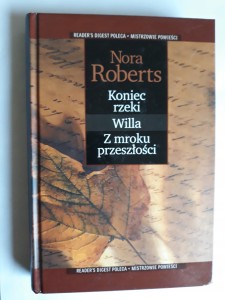 READER'S DIGEST POLECA • MISTRZOWIE POWIEŚCI
Nora
Roberts
Koniec
rzeki
Willa
Z mroku
przeszłości
READER'S DIGEST POLECA • MISTRZOWIE POWIEŚCI